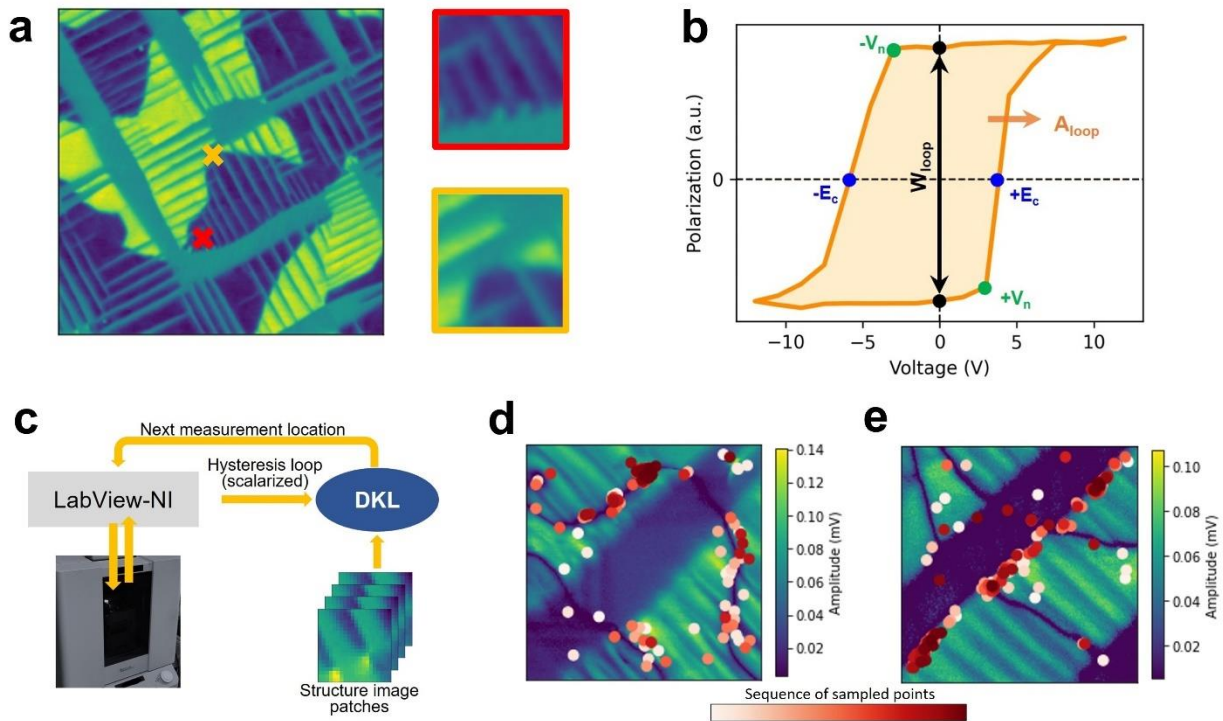 a
b
-Vn
Aloop
Wloop
Polarization (a.u.)
0
-Ec
+Ec
+Vn
−10
−5
0
5
10
Voltage (V)
c
Next measurement location
Hysteresis loop
(scalarized)
LabView-NI
DKL
Structure image
patches
d
0.14
0.12
0.10
0.08
0.06
0.04
0.02
Amplitude (mV)
e
0.10
0.08
0.06
0.04
0.02
Amplitude (mV)
Sequence of sampled points